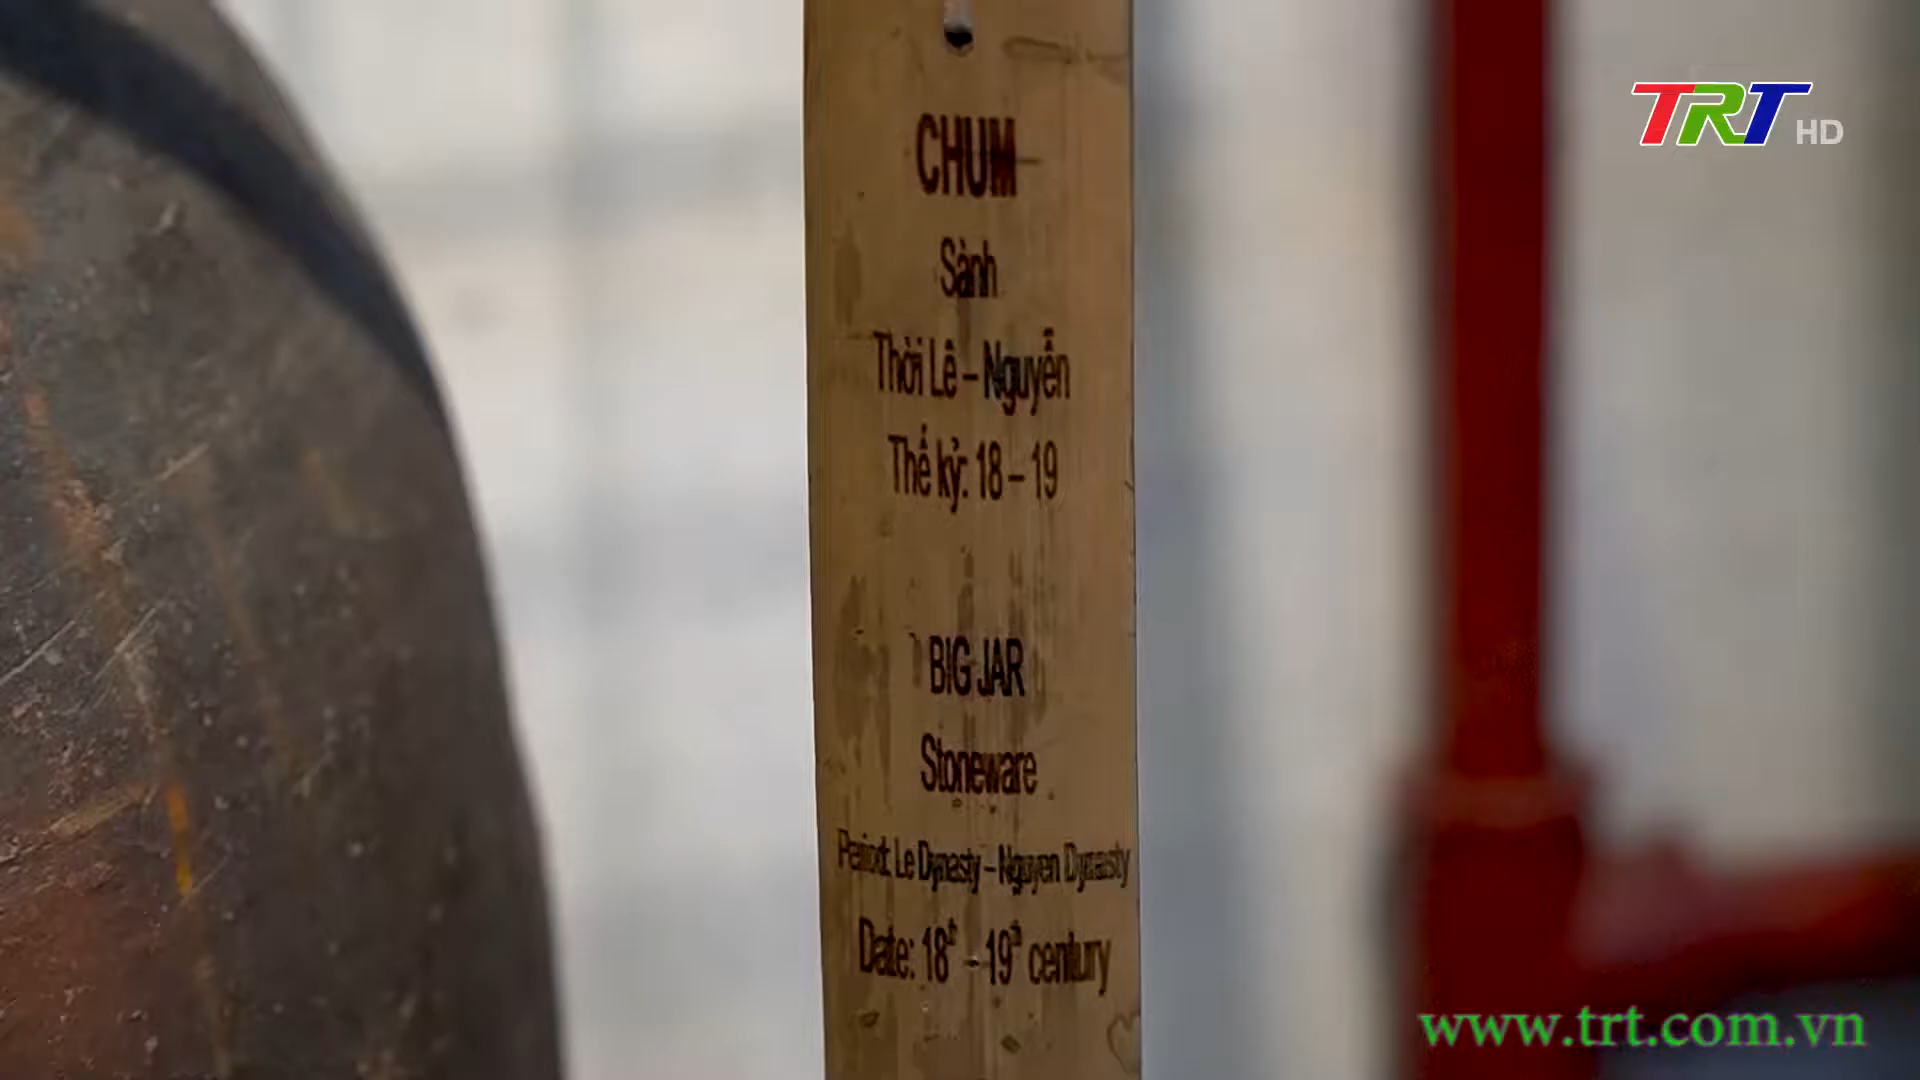 TRT HD
CHUM
Sành
Thời Lê – Nguyễn
Thế kỷ: 18 – 19
BIG JAR
Stoneware
Period: Le Dynasty – Nguyen Dynasty
Date: 18th – 19th century
www.trt.com.vn